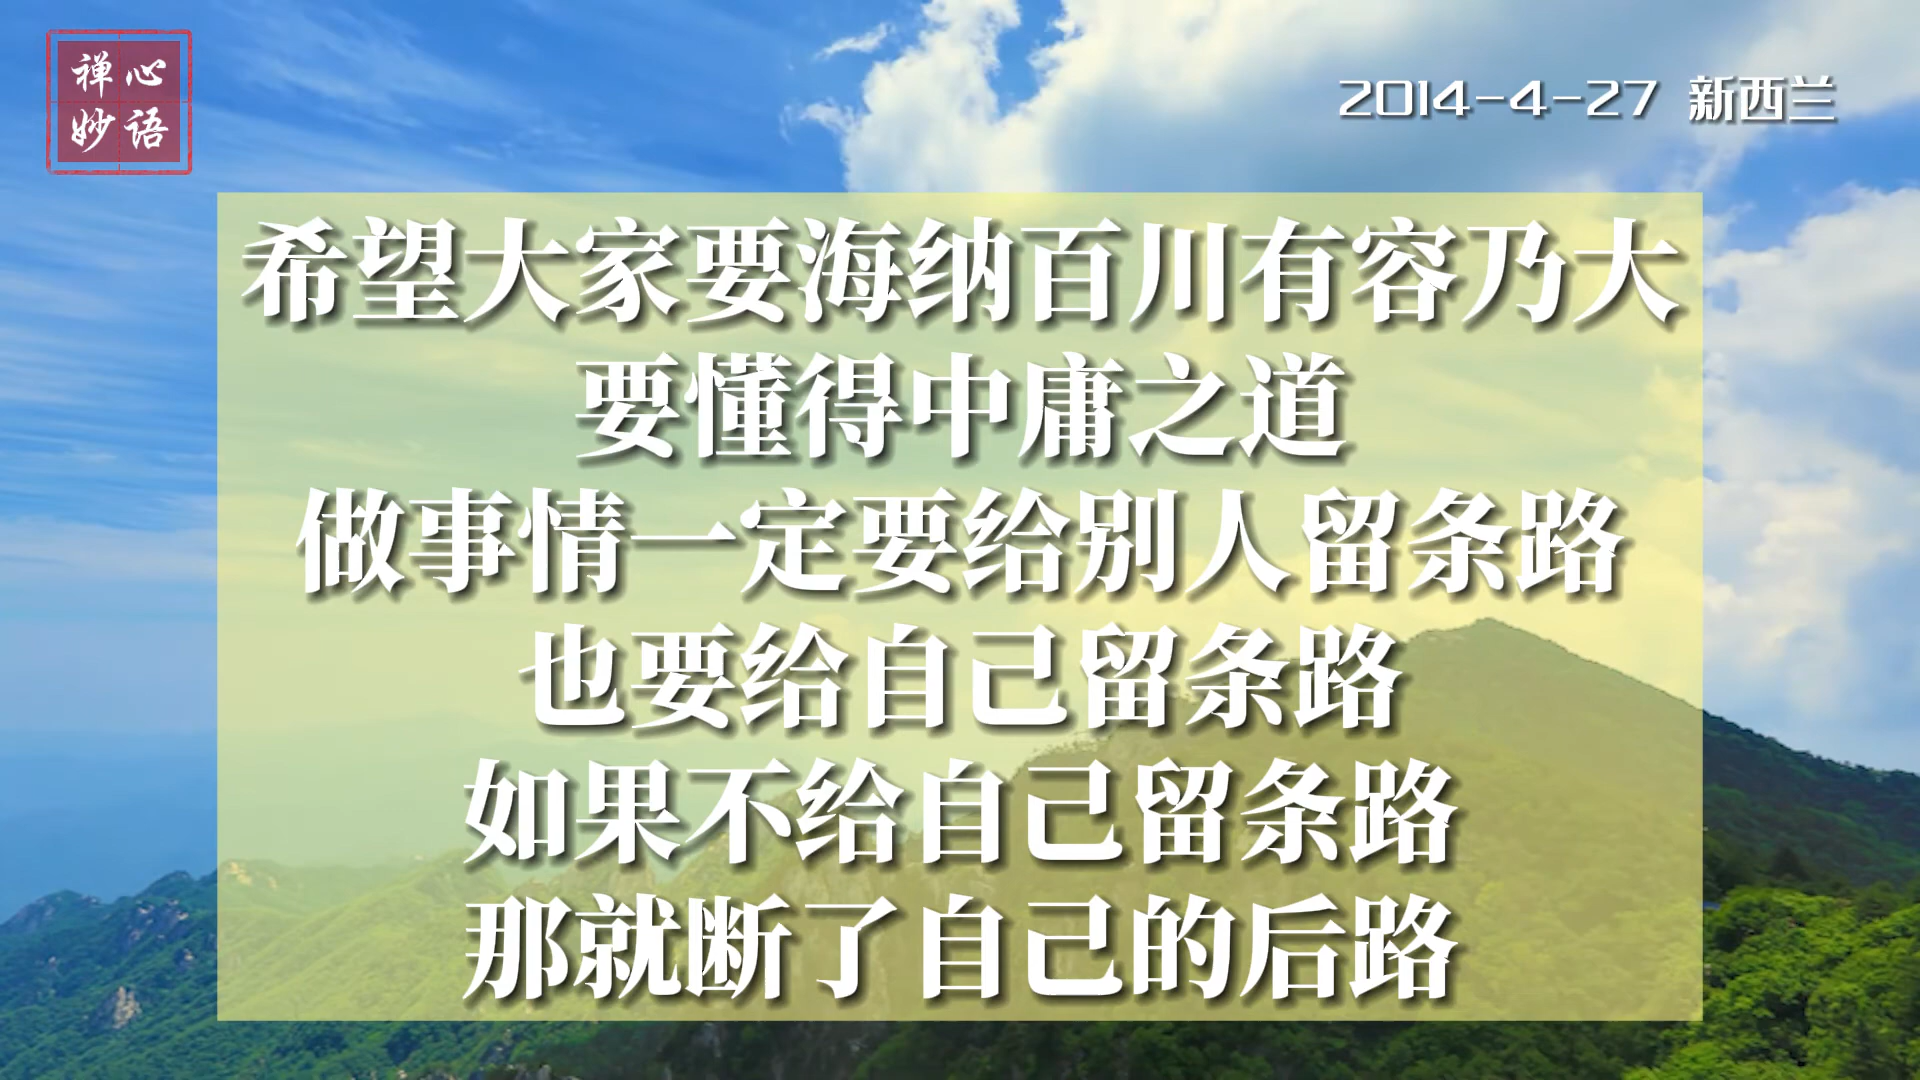 禅心
妙语
2014-4-27 新西兰
希望大家要海纳百川有容乃大
要懂得中庸之道
做事情一定要给别人留条路
也要给自己留条路
如果不给自己留条路
那就断了自己的后路